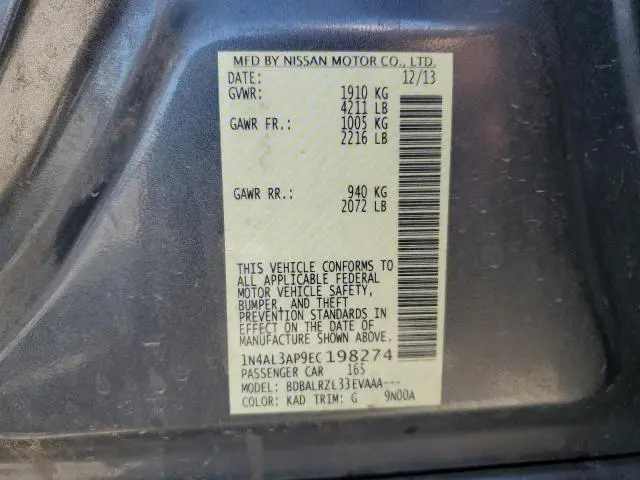 MFD BY NISSAN MOTOR CO., LTD.
DATE: 12/13
GVWR: 1910 KG
4211 LB
GAWR FR.: 1005 KG
2216 LB
GAWR RR.: 940 KG
2072 LB
THIS VEHICLE CONFORMS TO
ALL APPLICABLE FEDERAL
MOTOR VEHICLE SAFETY,
BUMPER, AND THEFT
PREVENTION STANDARDS IN
EFFECT ON THE DATE OF
MANUFACTURE SHOWN ABOVE.
1N4AL3AP9EC198274
PASSENGER CAR 165
MODEL: BDBALRZL33EVAAA---
COLOR: KAD TRIM: G 9N00A